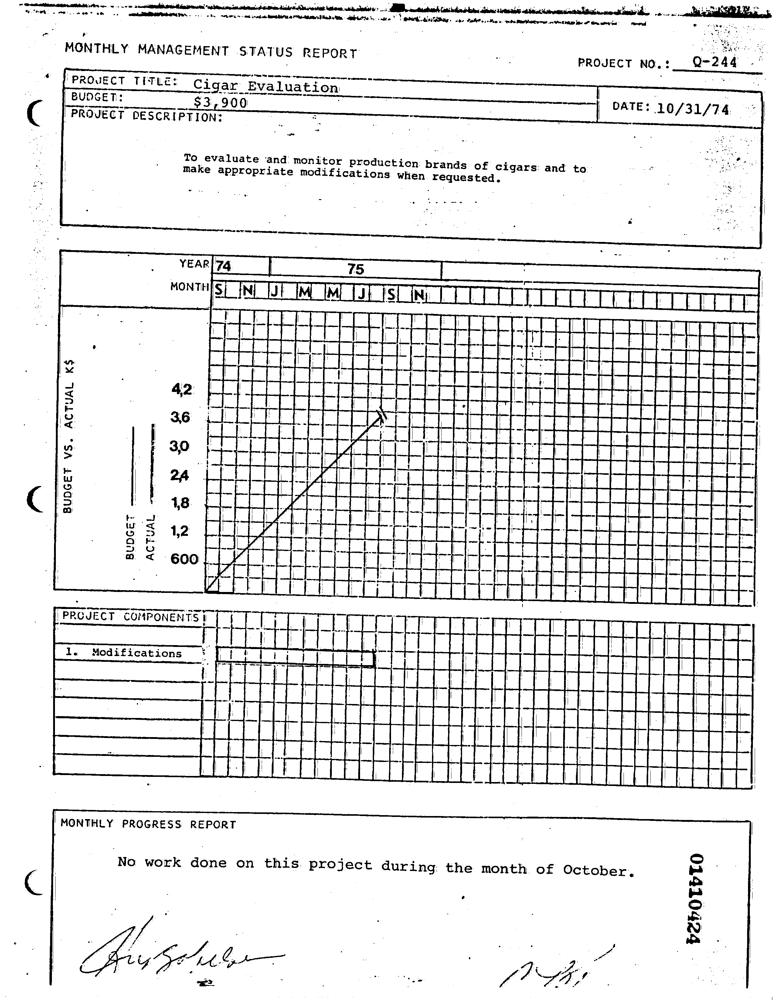 MONTHLY MANAGEMENT STATUS REPORT
PROJECT NO.: Q-244
PROJECT TITLE: Cigar Evaluation
BUDGET: $3,900
DATE: 10/31/74
PROJECT DESCRIPTION:
To evaluate and monitor production brands of cigars and to
make appropriate modifications when requested.
YEAR 74 75
MONTH S N J M M J S N
BUDGET VS. ACTUAL K$
BUDGET
ACTUAL
4,2
3,6
3,0
2,4
1,8
1,2
600
PROJECT COMPONENTS
1. Modifications
MONTHLY PROGRESS REPORT
No work done on this project during the month of October.
01410424